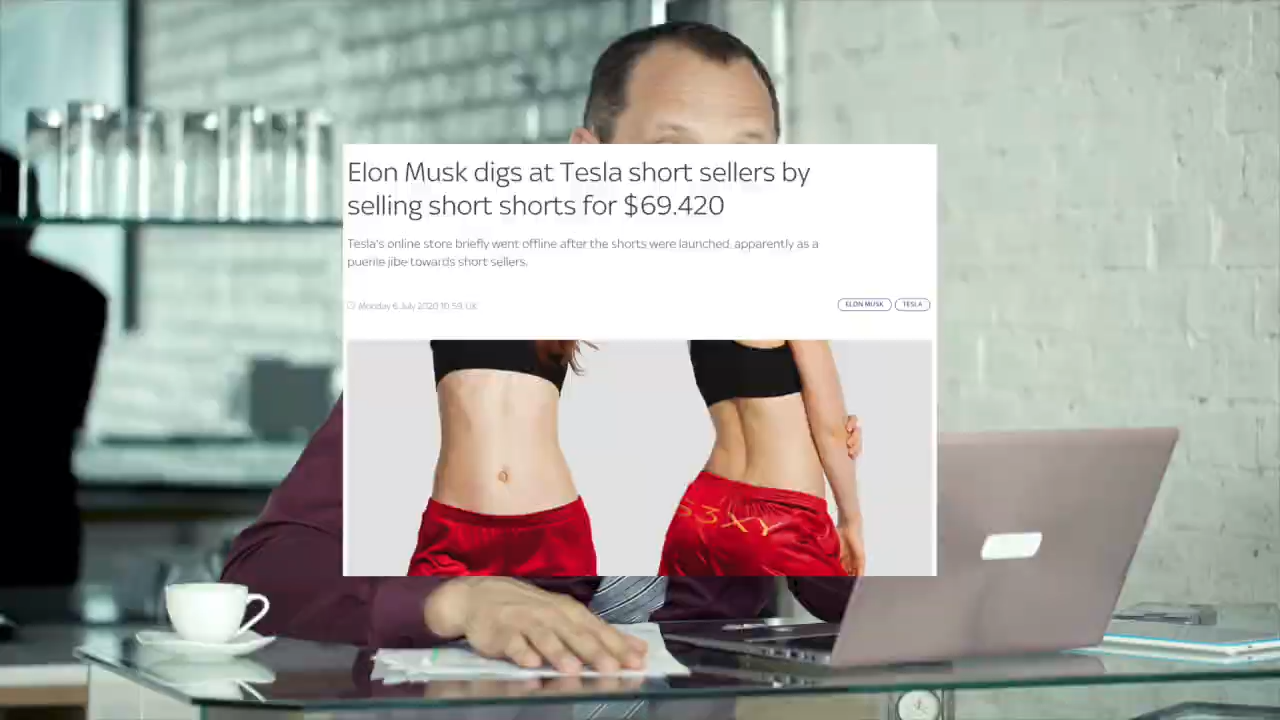 Elon Musk digs at Tesla short sellers by
selling short shorts for $69.420
Tesla's online store briefly went offline after the shorts were launched, apparently as a
puerile jibe towards short sellers.
Monday 6 July 2020 10:59, UK
ELON MUSK
TESLA
S3XY